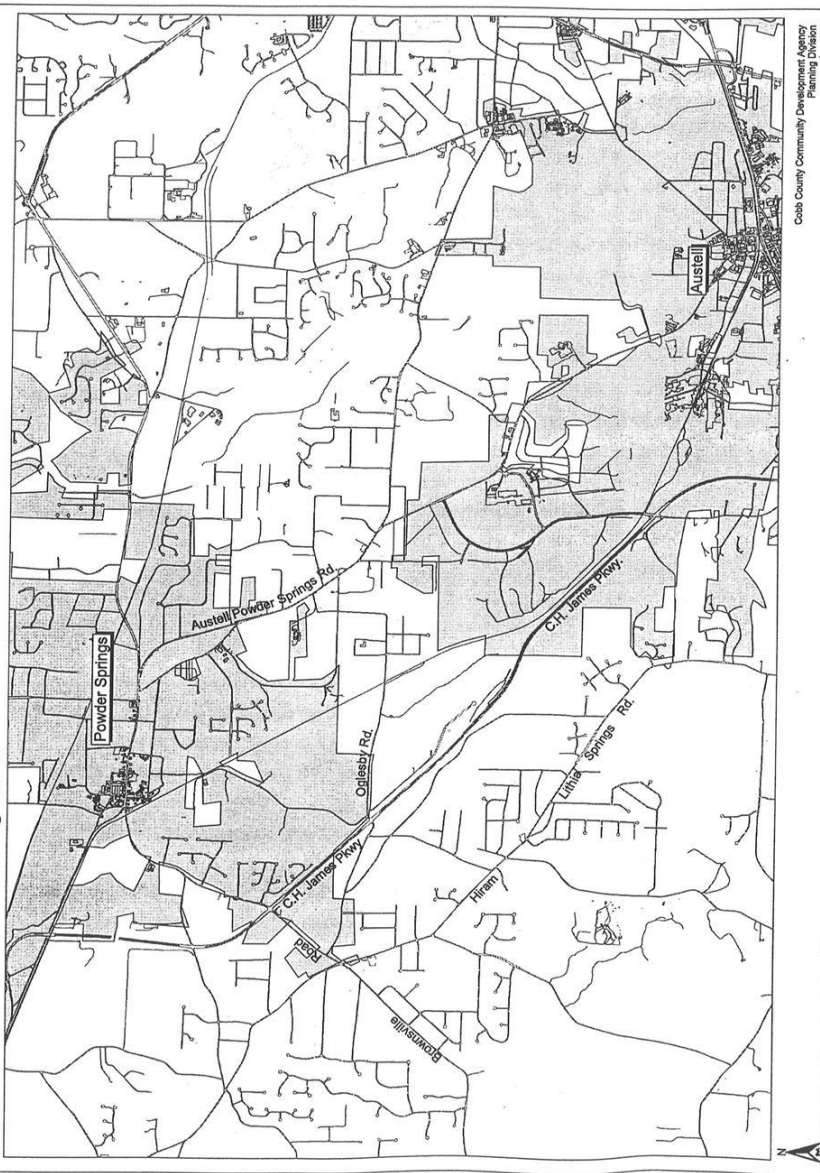 Powder Springs
Austell Powder Springs Rd.
Oglesby Rd.
C.H. James Pkwy.
C.H. James Pkwy.
Austell
Brownsville
Road
Hiram
Lithia
Springs
Rd.
N
Cobb County Community Development Agency
Planning Division